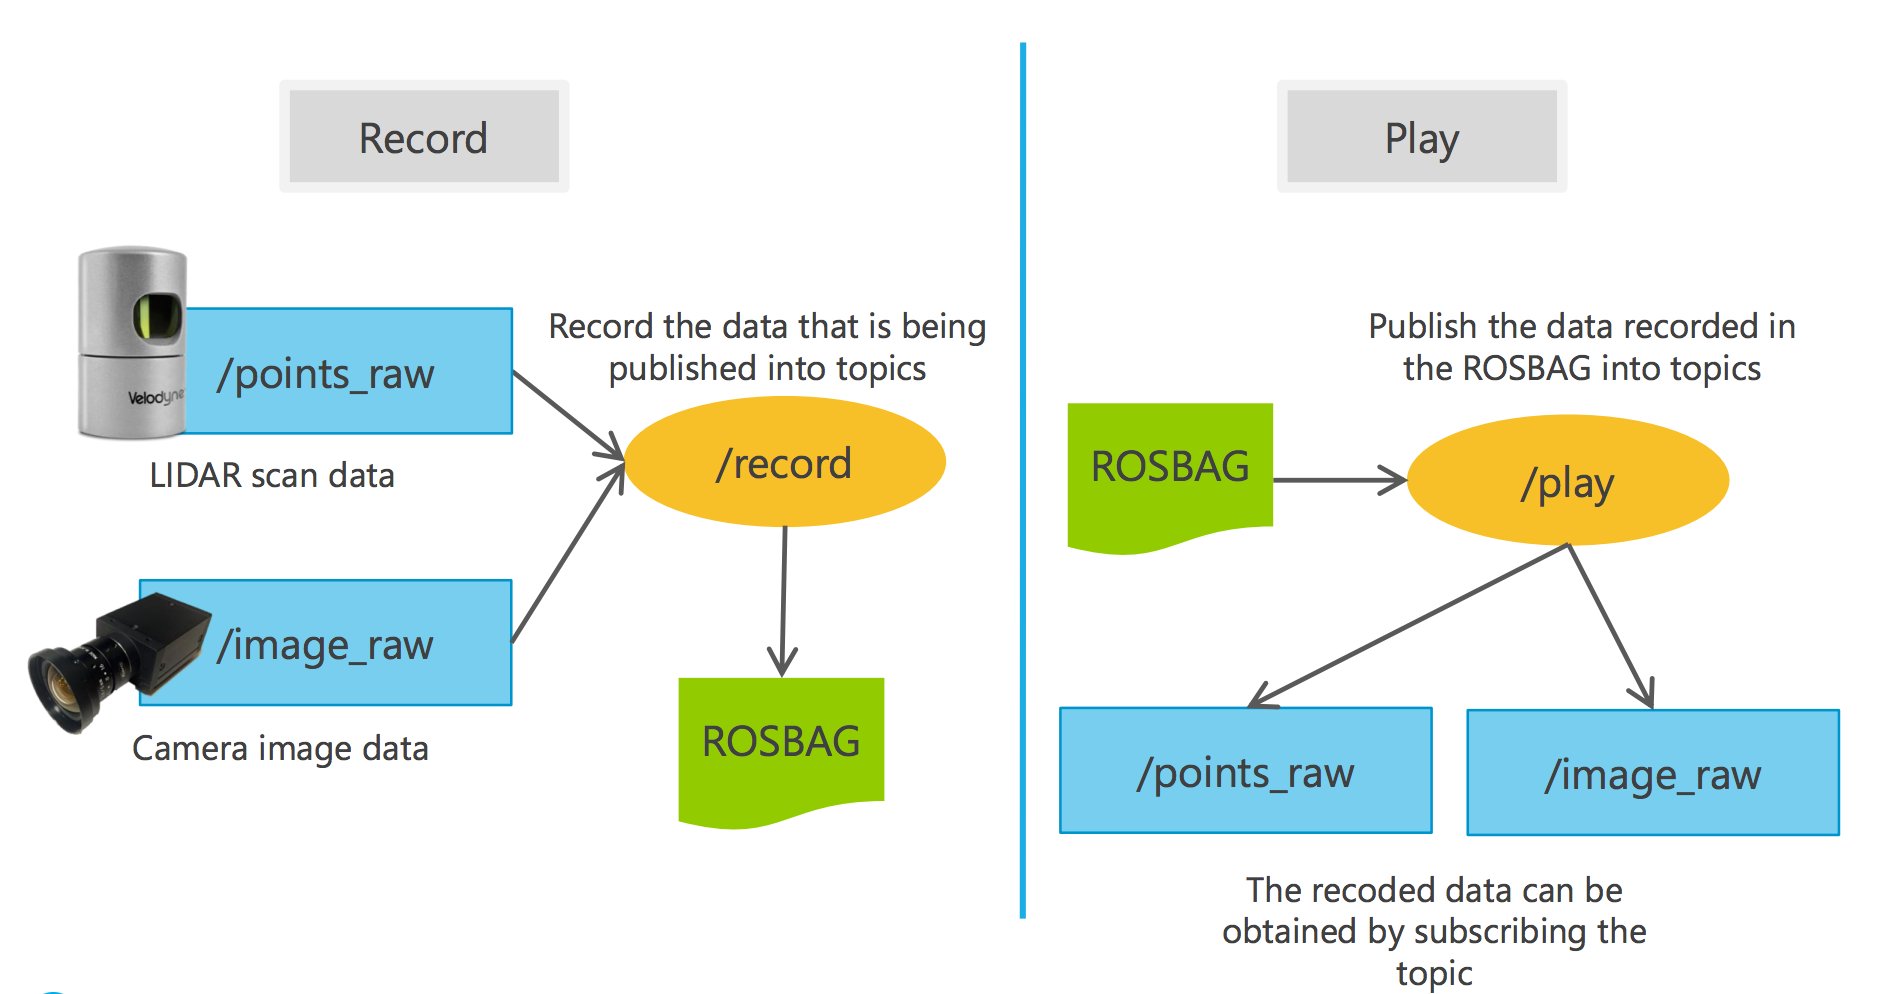 Record
Velodyne
/points_raw
LIDAR scan data
Record the data that is being
published into topics
/record
/image_raw
Camera image data
ROSBAG
Play
Publish the data recorded in
the ROSBAG into topics
ROSBAG
/play
/points_raw
/image_raw
The recoded data can be
obtained by subscribing the
topic